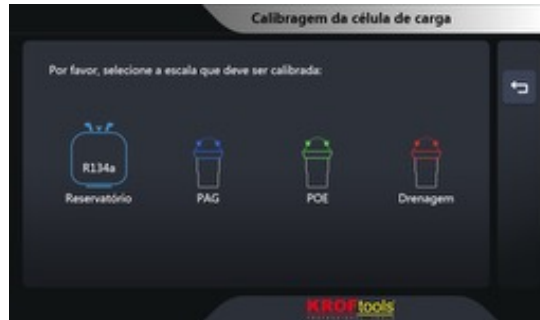 Calibragem da célula de carga
Por favor, selecione a escala que deve ser calibrada:
R134a
Reservatório
PAG
POE
Drenagem
KROFtools